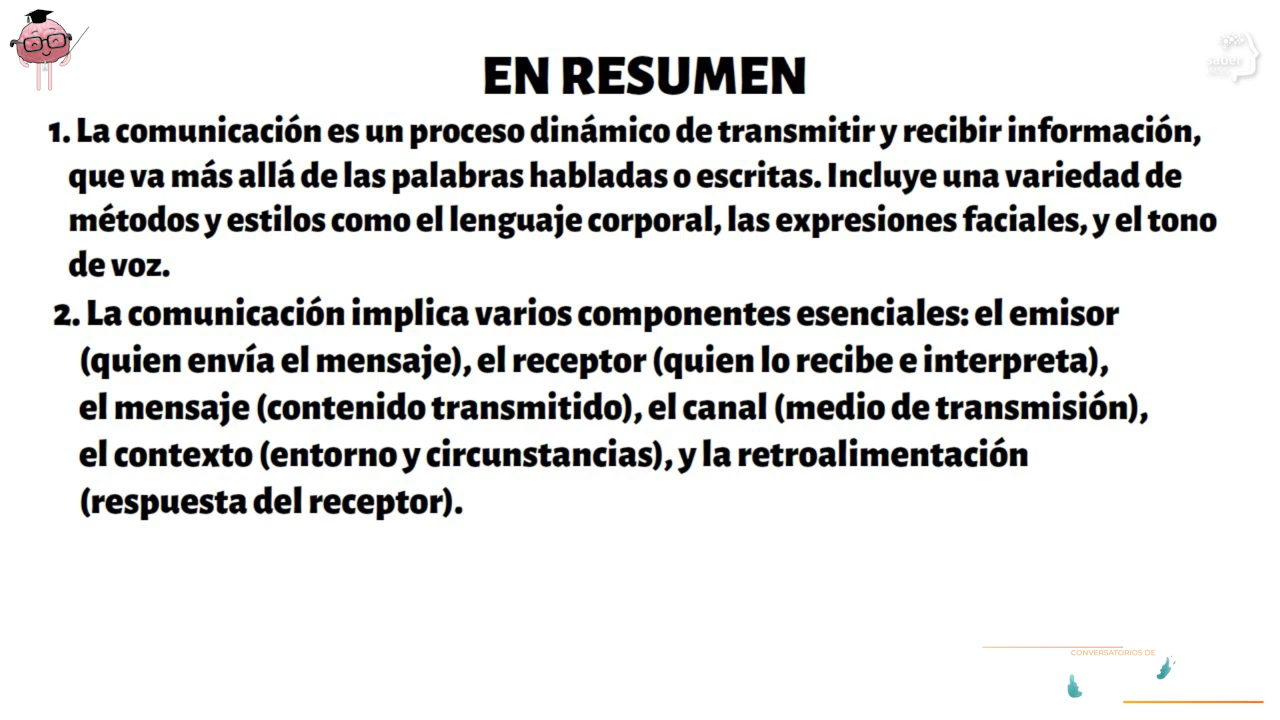 EN RESUMEN
1. La comunicación es un proceso dinámico de transmitir y recibir información,
que va más allá de las palabras habladas o escritas. Incluye una variedad de
métodos y estilos como el lenguaje corporal, las expresiones faciales, y el tono
de voz.
2. La comunicación implica varios componentes esenciales: el emisor
(quien envía el mensaje), el receptor (quien lo recibe e interpreta),
el mensaje (contenido transmitido), el canal (medio de transmisión),
el contexto (entorno y circunstancias), y la retroalimentación
(respuesta del receptor).
saber
CONVERSATORIOS DE